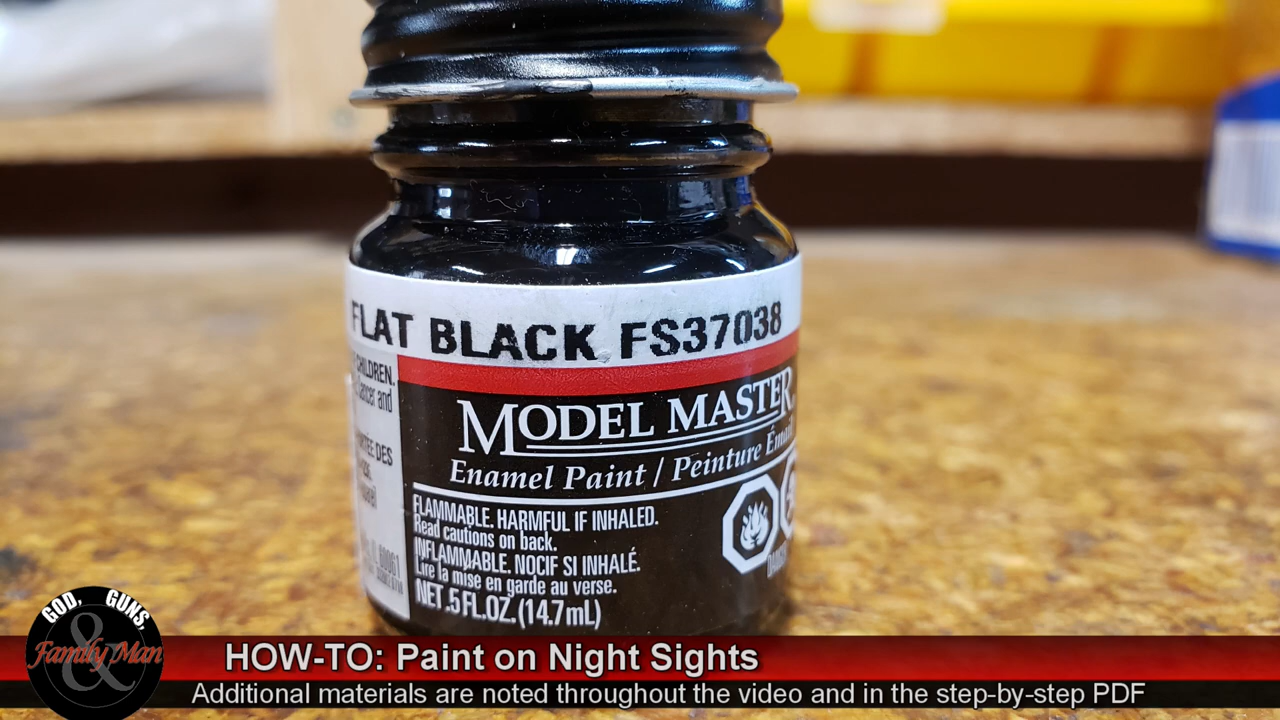 FLAT BLACK FS37038
CHILDREN.
cancer and
MODEL MASTER
Enamel Paint / Peinture
FLAMMABLE. HARMFUL IF INHALED.
Read cautions on back.
INFLAMMABLE. NOCIF SI INHALÉ.
Lire la mise en garde au verse.
NET .5 FL.OZ. (14.7mL)
GOD, GUNS,
&
Family Man
HOW-TO: Paint on Night Sights
Additional materials are noted throughout the video and in the step-by-step PDF